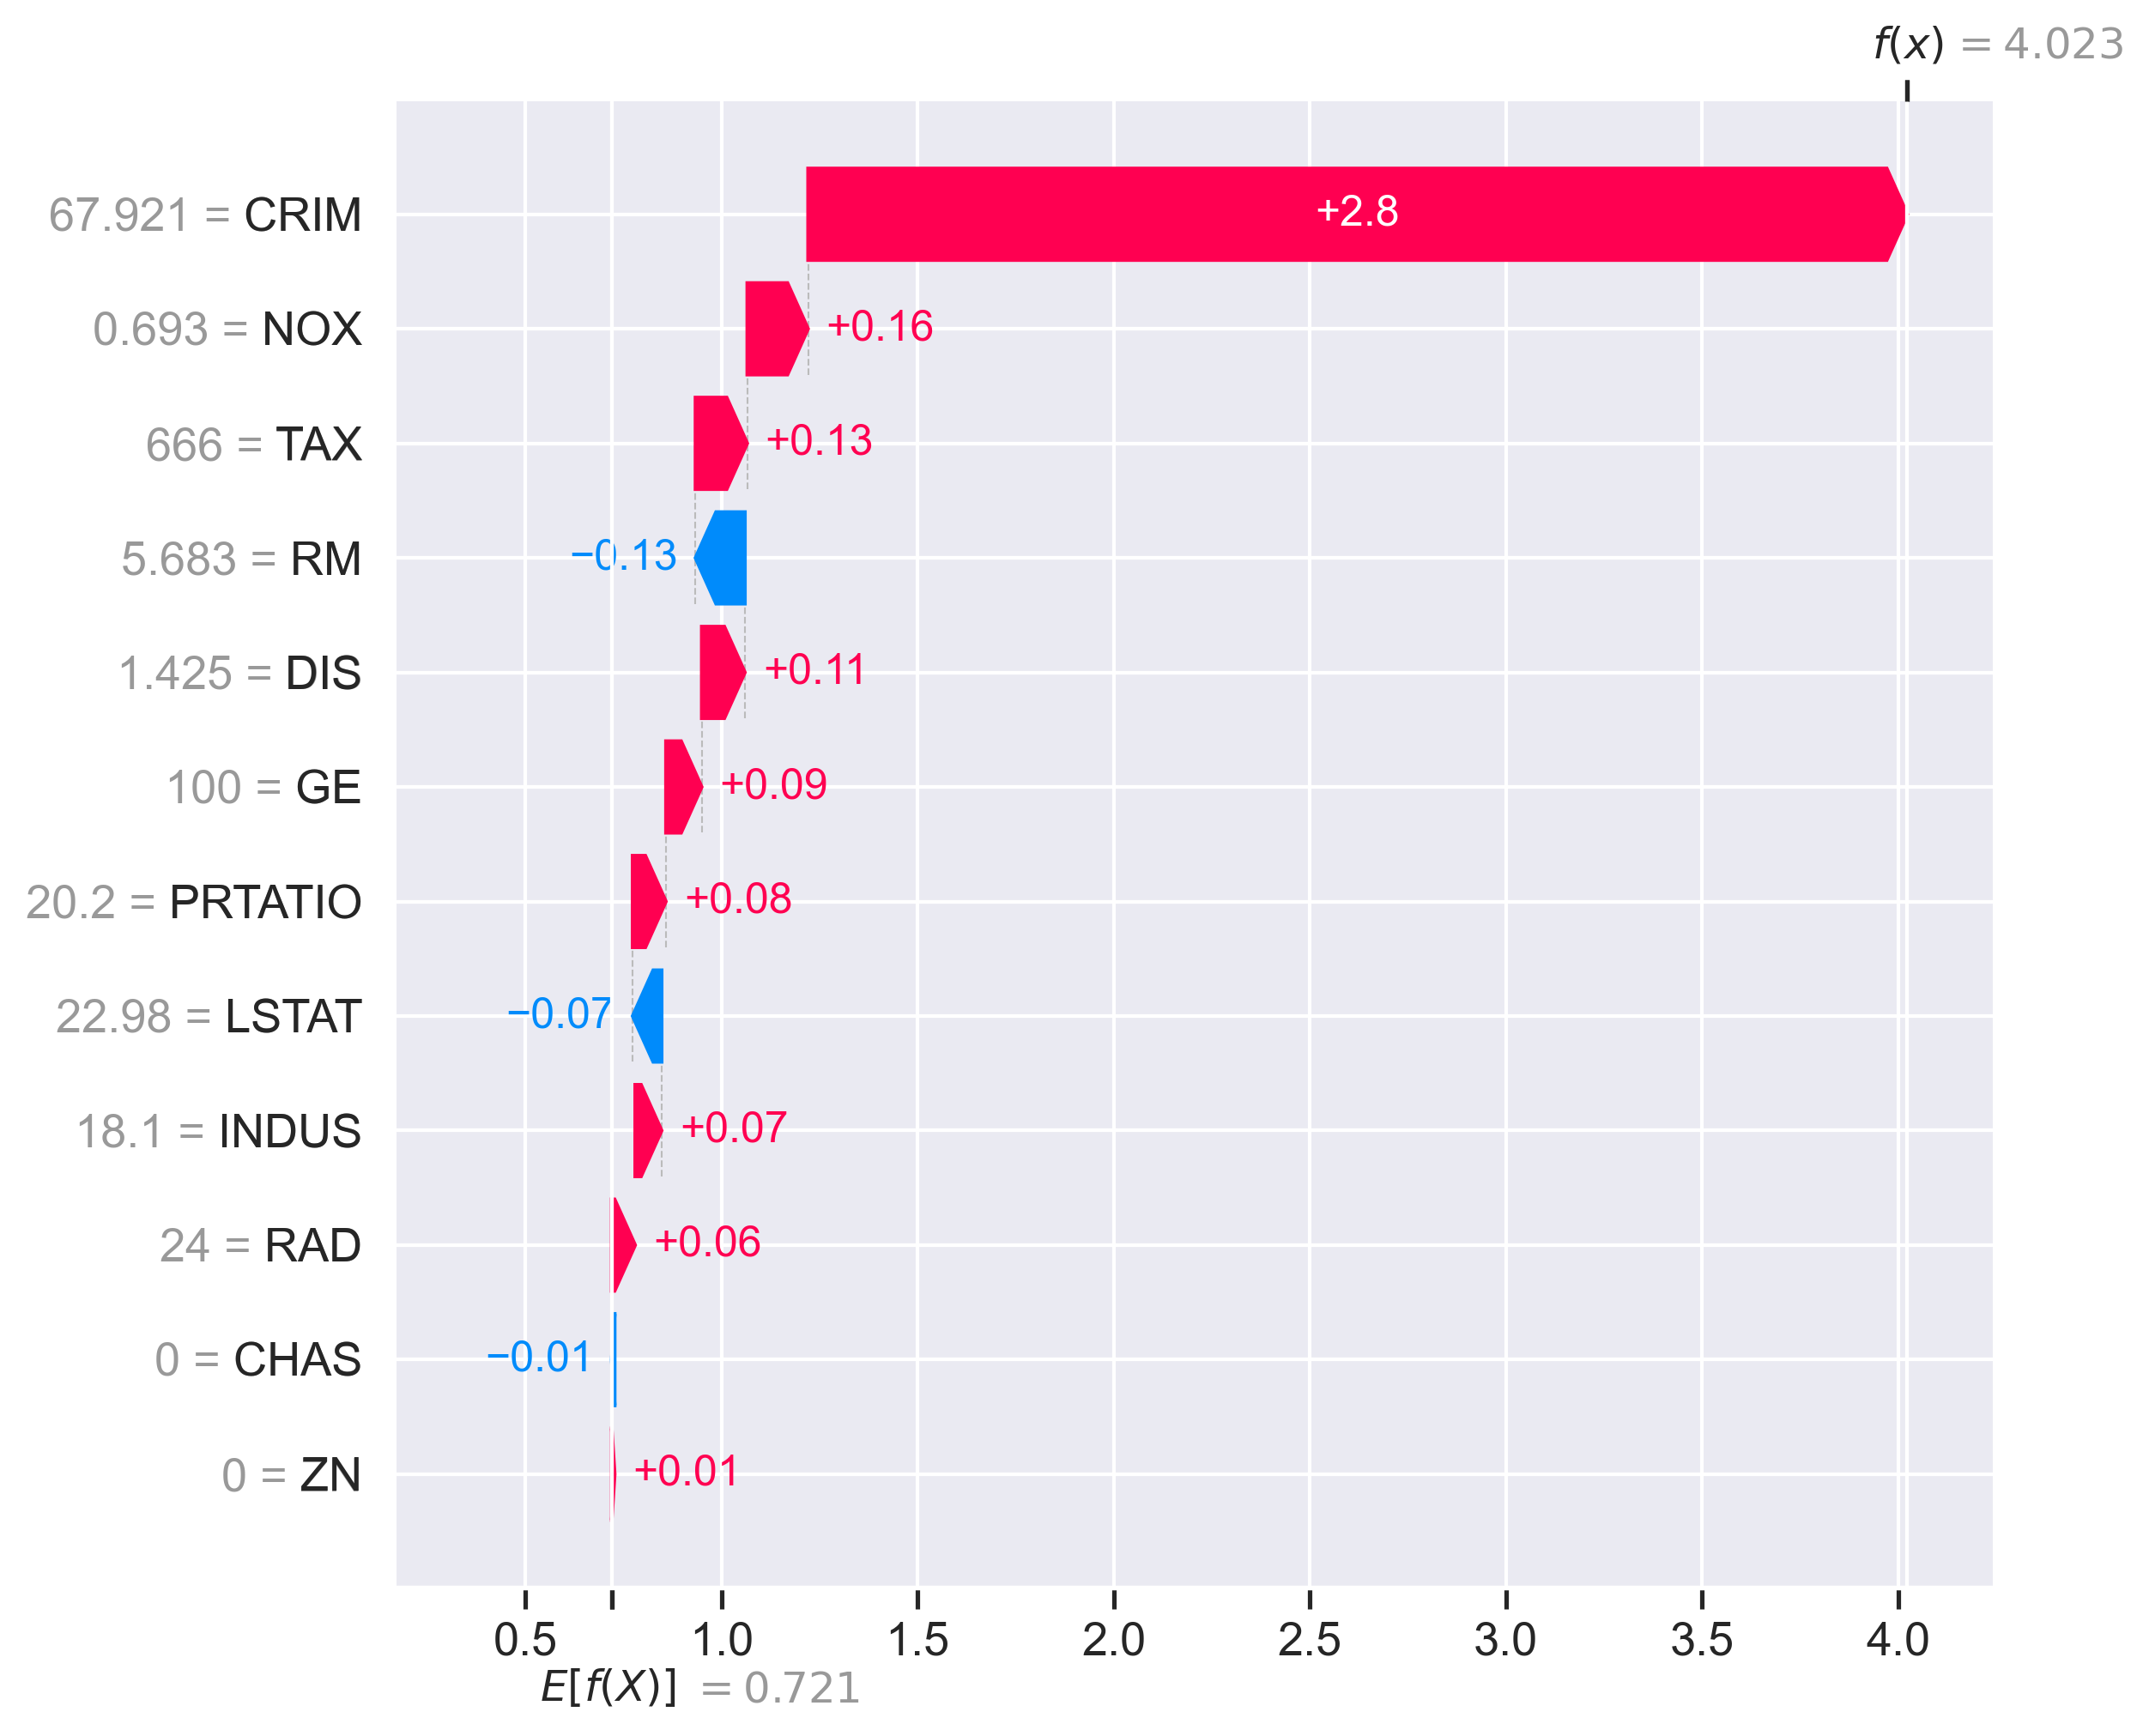 f(x) = 4.023
67.921 = CRIM +2.8
0.693 = NOX +0.16
666 = TAX +0.13
5.683 = RM −0.13
1.425 = DIS +0.11
100 = GE +0.09
20.2 = PRTATIO +0.08
22.98 = LSTAT −0.07
18.1 = INDUS +0.07
24 = RAD +0.06
0 = CHAS −0.01
0 = ZN +0.01
0.5 1.0 1.5 2.0 2.5 3.0 3.5 4.0
E[f(X)] = 0.721